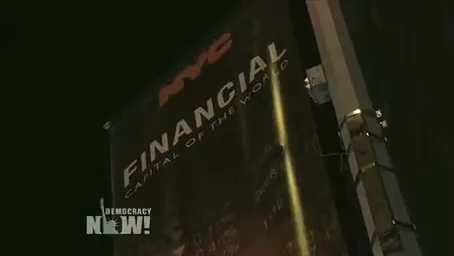 NYC
FINANCIAL
CAPITAL OF THE WORLD
DEMOCRACY
NOW!